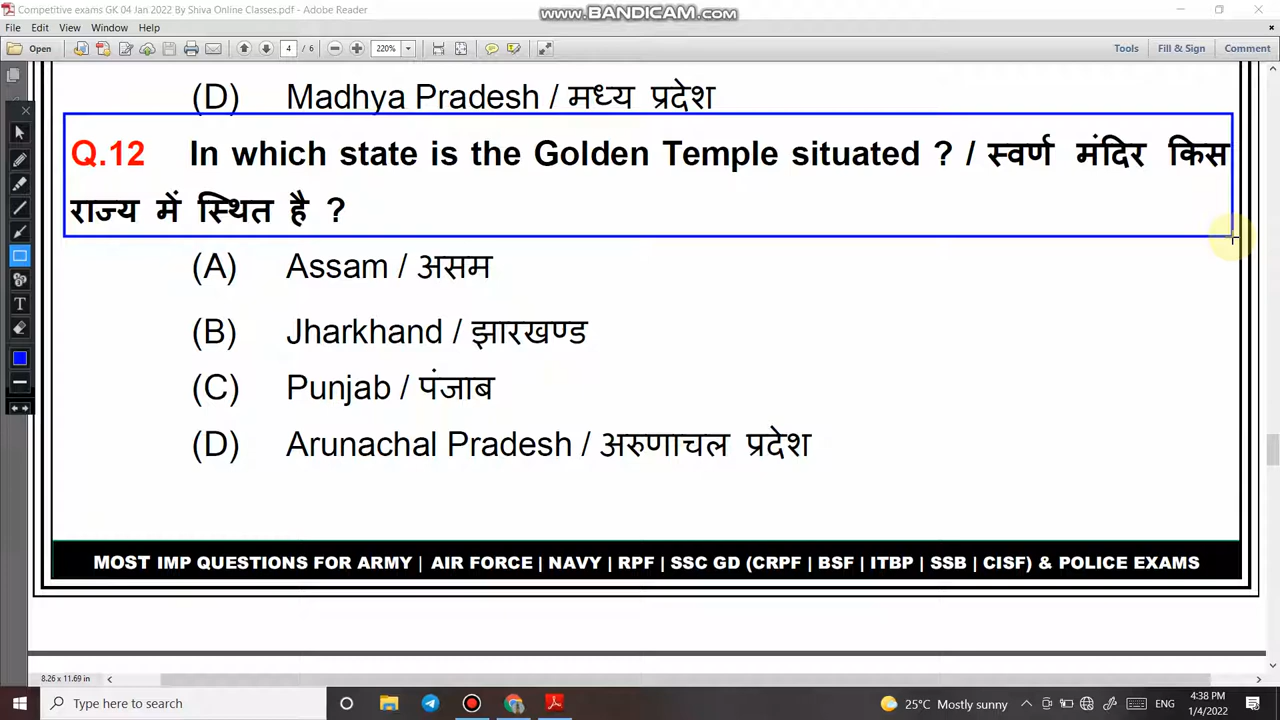 Competitive exams GK 04 Jan 2022 By Shiva Online Classes.pdf - Adobe Reader
www.BANDICAM.com
File Edit View Window Help
Open 4 / 6 220% Tools Fill & Sign Comment
(D) Madhya Pradesh / मध्य प्रदेश
Q.12 In which state is the Golden Temple situated ? / स्वर्ण मंदिर किस
राज्य में स्थित है ?
(A) Assam / असम
(B) Jharkhand / झारखण्ड
(C) Punjab / पंजाब
(D) Arunachal Pradesh / अरुणाचल प्रदेश
MOST IMP QUESTIONS FOR ARMY | AIR FORCE | NAVY | RPF | SSC GD (CRPF | BSF | ITBP | SSB | CISF) & POLICE EXAMS
8.26 x 11.69 in
Type here to search
25°C Mostly sunny
ENG
4:38 PM
1/4/2022